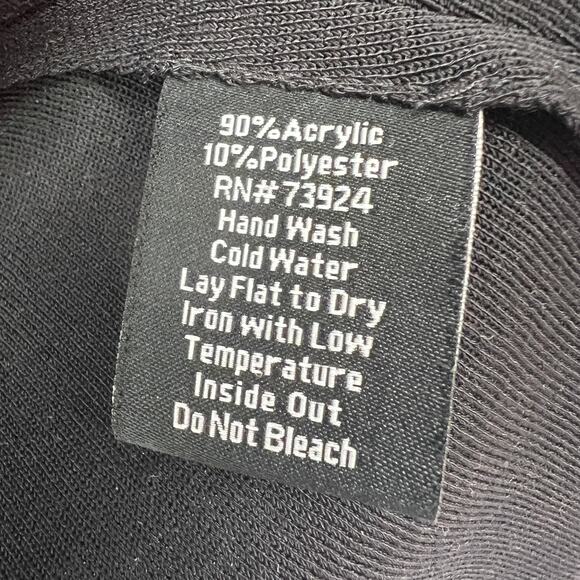 90%Acrylic
10%Polyester
RN# 73924
Hand Wash
Cold Water
Lay Flat to Dry
Iron with Low
Temperature
Inside Out
Do Not Bleach